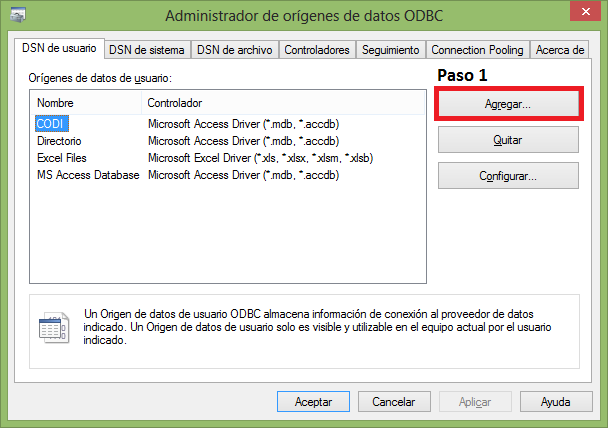 Administrador de orígenes de datos ODBC
DSN de usuario DSN de sistema DSN de archivo Controladores Seguimiento Connection Pooling Acerca de
Orígenes de datos de usuario:
Paso 1
Nombre Controlador
CODI Microsoft Access Driver (*.mdb, *.accdb)
Directorio Microsoft Access Driver (*.mdb, *.accdb)
Excel Files Microsoft Excel Driver (*.xls, *.xlsx, *.xlsm, *.xlsb)
MS Access Database Microsoft Access Driver (*.mdb, *.accdb)
Agregar...
Quitar
Configurar...
Un Origen de datos de usuario ODBC almacena información de conexión al proveedor de datos
indicado. Un Origen de datos de usuario solo es visible y utilizable en el equipo actual por el usuario
indicado.
Aceptar Cancelar Aplicar Ayuda